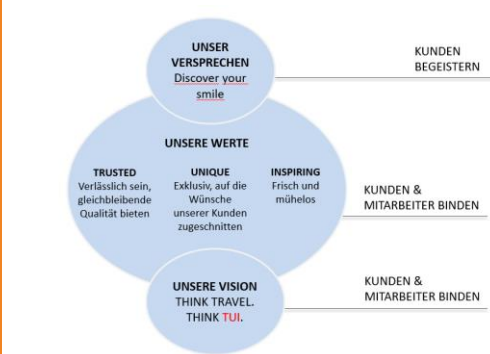 UNSER
VERSPRECHEN
Discover your
smile
KUNDEN
BEGEISTERN
UNSERE WERTE
TRUSTED
Verlässlich sein,
gleichbleibende
Qualität bieten
UNIQUE
Exklusiv, auf die
Wünsche
unserer Kunden
zugeschnitten
INSPIRING
Frisch und
mühelos
KUNDEN &
MITARBEITER BINDEN
UNSERE VISION
THINK TRAVEL.
THINK TUI.
KUNDEN &
MITARBEITER BINDEN